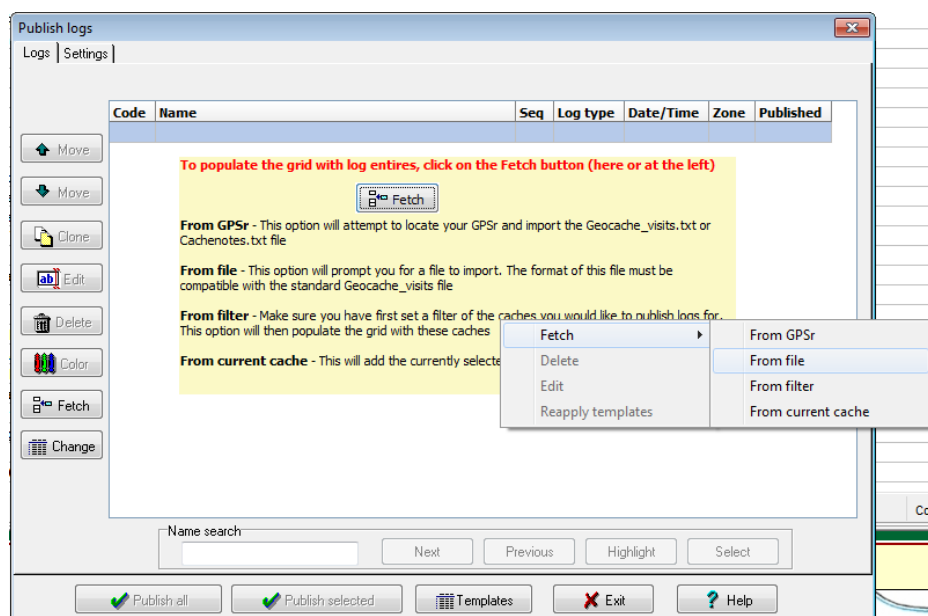 Publish logs
Logs Settings
Code Name Seq Log type Date/Time Zone Published
Move
Move
Clone
Edit
Delete
Color
Fetch
Change
To populate the grid with log entires, click on the Fetch button (here or at the left)
Fetch
From GPSr - This option will attempt to locate your GPSr and import the Geocache_visits.txt or
Cachenotes.txt file
From file - This option will prompt you for a file to import. The format of this file must be
compatible with the standard Geocache_visits file
From filter - Make sure you have first set a filter of the caches you would like to publish logs for.
This option will then populate the grid with these caches
From current cache - This will add the currently selecte
Fetch
Delete
Edit
Reapply templates
From GPSr
From file
From filter
From current cache
Name search
Next Previous Highlight Select
Publish all Publish selected Templates Exit Help